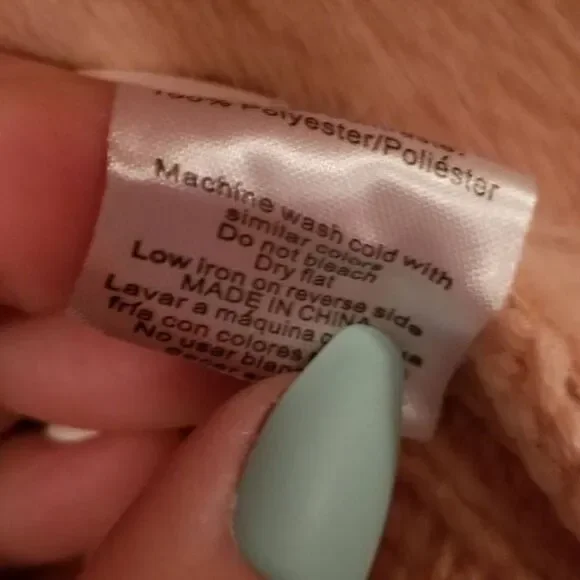 100% Polyester/Poliéster
Machine wash cold with
similar colors
Do not bleach
Dry flat
Low iron on reverse side
MADE IN CHINA
Lavar a máquina
fría con colores
No usar